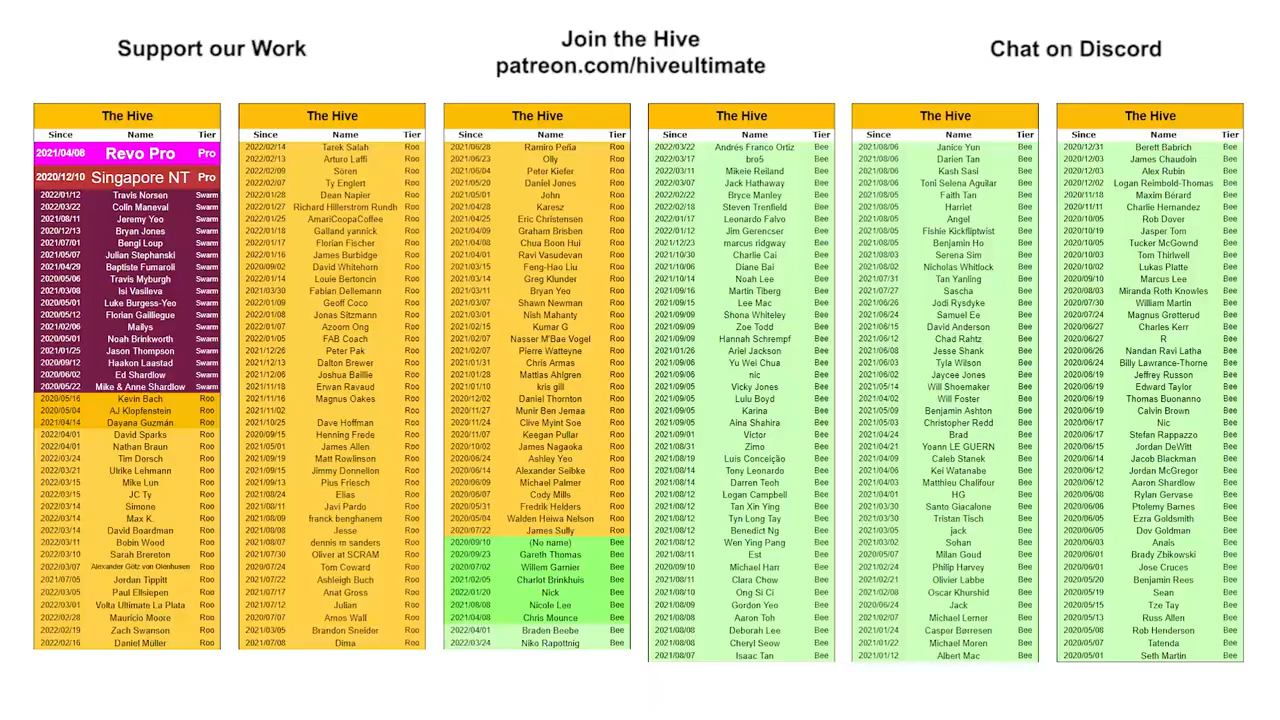 Support our Work
Join the Hive
patreon.com/hiveultimate
Chat on Discord
The Hive
Since Name Tier
2021/04/08 Revo Pro Pro
2020/12/10 Singapore NT Pro
2022/01/12 Travis Norsen Swarm
2022/03/22 Colin Maneval Swarm
2021/08/11 Jeremy Yeo Swarm
2020/12/13 Bryan Jones Swarm
2021/07/01 Bengi Loup Swarm
2021/05/07 Julian Stephanski Swarm
2021/04/29 Baptiste Fumaroli Swarm
2020/05/06 Travis Myburgh Swarm
2021/03/08 Isi Vasileva Swarm
2020/05/01 Luke Burgess-Yeo Swarm
2020/05/12 Florian Gailliegue Swarm
2021/02/06 Mailys Swarm
2020/05/01 Noah Brinkworth Swarm
2021/01/25 Jason Thompson Swarm
2020/09/12 Haakon Laastad Swarm
2020/06/02 Ed Shardlow Swarm
2020/05/22 Mike & Anne Shardlow Swarm
2020/05/16 Kevin Bach Roo
2020/05/04 AJ Klopfenstein Roo
2021/04/14 Dayana Guzmán Roo
2022/04/01 David Sparks Roo
2022/04/01 Nathan Braun Roo
2022/03/24 Tim Dorsch Roo
2022/03/21 Ulrike Lehmann Roo
2022/03/15 Mike Lun Roo
2022/03/15 JC Ty Roo
2022/03/15 Simone Roo
2022/03/14 Max K. Roo
2022/03/14 David Boardman Roo
2022/03/11 Bobin Wood Roo
2022/03/10 Sarah Brereton Roo
2022/03/07 Alexander Götz von Olenhusen Roo
2021/07/05 Jordan Tippitt Roo
2022/03/05 Paul Ellsiepen Roo
2022/03/01 Volta Ultimate La Plata Roo
2022/02/28 Mauricio Moore Roo
2022/02/19 Zach Swanson Roo
2022/02/16 Daniel Müller Roo
The Hive
Since Name Tier
2022/02/14 Tarek Salah Roo
2022/02/13 Arturo Laffi Roo
2022/02/09 Sören Roo
2022/02/07 Ty Englert Roo
2022/01/28 Dean Napier Roo
2022/01/27 Richard Hillerstrom Rundh Roo
2022/01/25 AmariCoopaCoffee Roo
2022/01/18 Galland yannick Roo
2022/01/17 Florian Fischer Roo
2022/01/16 James Burbidge Roo
2020/09/02 David Whitehorn Roo
2022/01/14 Louie Bertoncin Roo
2021/03/30 Fabian Dellemann Roo
2022/01/09 Geoff Coco Roo
2022/01/08 Jonas Sitzmann Roo
2022/01/07 Azoom Ong Roo
2022/01/05 FAB Coach Roo
2021/12/26 Peter Pak Roo
2021/12/13 Dalton Brewer Roo
2021/12/06 Joshua Baillie Roo
2021/11/18 Erwan Ravaud Roo
2021/11/16 Magnus Oakes Roo
2021/11/02 Roo
2021/10/25 Dave Hoffman Roo
2020/09/15 Henning Frede Roo
2021/05/01 James Allen Roo
2021/09/19 Matt Rowlinson Roo
2021/09/15 Jimmy Donnellon Roo
2021/09/13 Plus Friesch Roo
2021/08/24 Elias Roo
2021/08/11 Javi Pardo Roo
2021/08/09 franck benghanem Roo
2021/08/08 Jesse Roo
2021/08/07 dennis m sanders Roo
2021/07/30 Oliver at SCRAM Roo
2020/07/24 Tom Coward Roo
2021/07/22 Ashleigh Buch Roo
2021/07/17 Anat Gross Roo
2021/07/12 Julian Roo
2020/07/07 Amos Wall Roo
2021/03/05 Brandon Sneider Roo
2021/07/08 Dima Roo
The Hive
Since Name Tier
2021/06/28 Ramiro Peña Roo
2021/06/23 Olly Roo
2021/06/04 Peter Kiefer Roo
2021/05/20 Daniel Jones Roo
2021/05/01 John Roo
2021/04/28 Karesz Roo
2021/04/25 Eric Christensen Roo
2021/04/09 Graham Brisben Roo
2021/04/08 Chua Boon Hui Roo
2021/04/01 Ravi Vasudevan Roo
2021/03/15 Feng-Hao Liu Roo
2021/03/14 Greg Klunder Roo
2021/03/11 Bryan Yeo Roo
2021/03/07 Shawn Newman Roo
2021/03/01 Nish Mahanty Roo
2021/02/15 Kumar G Roo
2021/02/07 Nasser M'Bae Vogel Roo
2021/02/07 Pierre Watteyne Roo
2021/01/31 Chris Armas Roo
2021/01/28 Mattias Ahlgren Roo
2021/01/10 kris gill Roo
2020/12/02 Daniel Thornton Roo
2020/11/27 Munir Ben Jemaa Roo
2020/11/24 Clive Myint Soe Roo
2020/11/07 Keegan Pullar Roo
2020/10/02 James Nagaoka Roo
2020/06/24 Ashley Yeo Roo
2020/06/14 Alexander Seibke Roo
2020/06/09 Michael Palmer Roo
2020/06/07 Cody Mills Roo
2020/05/31 Fredrik Helders Roo
2020/05/04 Walden Heiwa Nelson Roo
2020/07/22 James Sully Roo
2020/09/10 (No name) Bee
2020/09/23 Gareth Thomas Bee
2020/07/02 Willem Garnier Bee
2021/02/05 Charlot Brinkhuis Bee
2022/01/20 Nick Bee
2021/08/08 Nicole Lee Bee
2021/04/08 Chris Mounce Bee
2022/04/01 Braden Beebe Bee
2022/03/24 Niko Rapottnig Bee
The Hive
Since Name Tier
2022/03/22 Andrés Franco Ortiz Bee
2022/03/17 bro5 Bee
2022/03/11 Mikeie Reiland Bee
2022/03/07 Jack Hathaway Bee
2022/02/22 Bryce Manley Bee
2022/02/08 Steven Trenfield Bee
2022/01/17 Leonardo Falvo Bee
2022/01/12 Jim Gerencser Bee
2021/12/23 marcus ridgway Bee
2021/10/30 Charlie Cai Bee
2021/10/06 Diane Bai Bee
2021/10/14 Noah Lee Bee
2021/09/16 Martin Tiberg Bee
2021/09/15 Lee Mac Bee
2021/09/09 Shona Whiteley Bee
2021/09/09 Zoe Todd Bee
2021/09/09 Hannah Schrempf Bee
2021/01/26 Ariel Jackson Bee
2021/09/06 Yu Wei Chua Bee
2021/09/06 nic Bee
2021/09/05 Vicky Jones Bee
2021/09/05 Lulu Boyd Bee
2021/09/05 Karina Bee
2021/09/05 Aina Shahira Bee
2021/09/01 Victor Bee
2021/08/31 Zimo Bee
2021/08/19 Luís Conceição Bee
2021/08/14 Tony Leonardo Bee
2021/08/14 Darren Teoh Bee
2021/08/12 Logan Campbell Bee
2021/08/12 Tan Xin Ying Bee
2021/08/12 Tyn Long Tay Bee
2021/08/12 Benedict Ng Bee
2021/08/12 Wen Ying Pang Bee
2021/08/11 Est Bee
2020/09/10 Michael Harr Bee
2021/08/11 Clara Chow Bee
2021/08/10 Ong Si Ci Bee
2021/08/09 Gordon Yeo Bee
2021/08/08 Aaron Toh Bee
2021/08/08 Deborah Lee Bee
2021/08/08 Cheryl Seow Bee
2021/08/07 Isaac Tan Bee
The Hive
Since Name Tier
2021/08/06 Janice Yun Bee
2021/08/06 Darien Tan Bee
2021/08/06 Kash Sasi Bee
2021/08/06 Toni Selena Aguilar Bee
2021/08/05 Faith Tan Bee
2021/08/05 Harriet Bee
2021/08/05 Angel Bee
2021/08/05 FIshie Kickfliptwist Bee
2021/08/05 Benjamin Ho Bee
2021/08/03 Serena Sim Bee
2021/08/02 Nicholas Whitlock Bee
2021/07/31 Tan Yanling Bee
2021/07/27 Sascha Bee
2021/06/26 Jodi Rysdyke Bee
2021/06/24 Samuel Ee Bee
2021/06/15 David Anderson Bee
2021/06/12 Chad Rahtz Bee
2021/06/08 Jesse Shank Bee
2021/06/03 Tyla Wilson Bee
2021/06/02 Jaycee Jones Bee
2021/05/14 Will Shoemaker Bee
2021/04/02 Will Foster Bee
2021/05/09 Benjamin Ashton Bee
2021/05/03 Christopher Redd Bee
2021/04/24 Brad Bee
2021/04/21 Yoann LE GUERN Bee
2021/04/09 Caleb Stanek Bee
2021/04/06 Kei Watanabe Bee
2021/04/03 Matthieu Chalifour Bee
2021/04/01 HG Bee
2021/03/30 Santo Giacalone Bee
2021/03/30 Tristan Tisch Bee
2021/03/05 jack Bee
2021/03/02 Sohan Bee
2020/05/07 Milan Goud Bee
2021/02/24 Philip Harvey Bee
2021/02/21 Olivier Labbe Bee
2021/02/08 Oscar Khurshid Bee
2020/06/24 Jack Bee
2021/02/07 Michael Lerner Bee
2021/01/24 Casper Børresen Bee
2021/01/22 Michael Moren Bee
2021/01/12 Albert Mac Bee
The Hive
Since Name Tier
2020/12/31 Berett Babrich Bee
2020/12/03 James Chaudoin Bee
2020/12/03 Alex Rubin Bee
2020/12/02 Logan Reimbold-Thomas Bee
2020/11/18 Maxim Bérard Bee
2020/11/11 Charlie Hernandez Bee
2020/10/05 Rob Dover Bee
2020/10/19 Jasper Tom Bee
2020/10/05 Tucker McGownd Bee
2020/10/03 Tom Thirlwell Bee
2020/10/02 Lukas Platte Bee
2020/09/10 Marcus Lee Bee
2020/08/03 Miranda Roth Knowles Bee
2020/07/30 William Martin Bee
2020/07/24 Magnus Grøtterud Bee
2020/06/27 Charles Kerr Bee
2020/06/27 R Bee
2020/06/26 Nandan Ravi Latha Bee
2020/06/24 Billy Lawrance-Thorne Bee
2020/06/19 Jeffrey Russon Bee
2020/06/19 Edward Taylor Bee
2020/06/17 Thomas Buonanno Bee
2020/06/19 Calvin Brown Bee
2020/06/17 Nic Bee
2020/06/17 Stefan Rappazzo Bee
2020/06/15 Jordan DeWitt Bee
2020/06/14 Jacob Blackman Bee
2020/06/12 Jordan McGregor Bee
2020/06/12 Aaron Shardlow Bee
2020/06/08 Rylan Gervase Bee
2020/06/06 Ptolemy Barnes Bee
2020/06/05 Ezra Goldsmith Bee
2020/06/05 Dov Goldman Bee
2020/06/03 Anais Bee
2020/06/01 Brady Zbikowski Bee
2020/06/01 Jose Cruces Bee
2020/05/20 Benjamin Rees Bee
2020/05/19 Sean Bee
2020/05/15 Tze Tay Bee
2020/05/13 Russ Allen Bee
2020/05/08 Rob Henderson Bee
2020/05/07 Tatenda Bee
2020/05/01 Seth Martin Bee